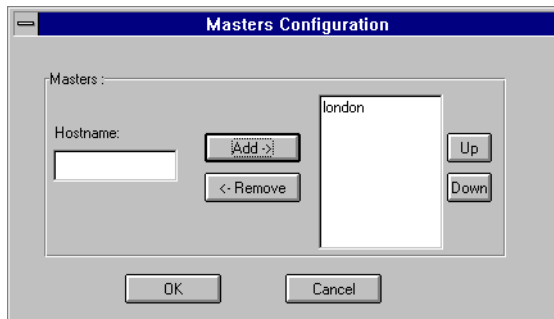 Masters Configuration
Masters :
Hostname:
london
Add ->
<- Remove
Up
Down
OK
Cancel